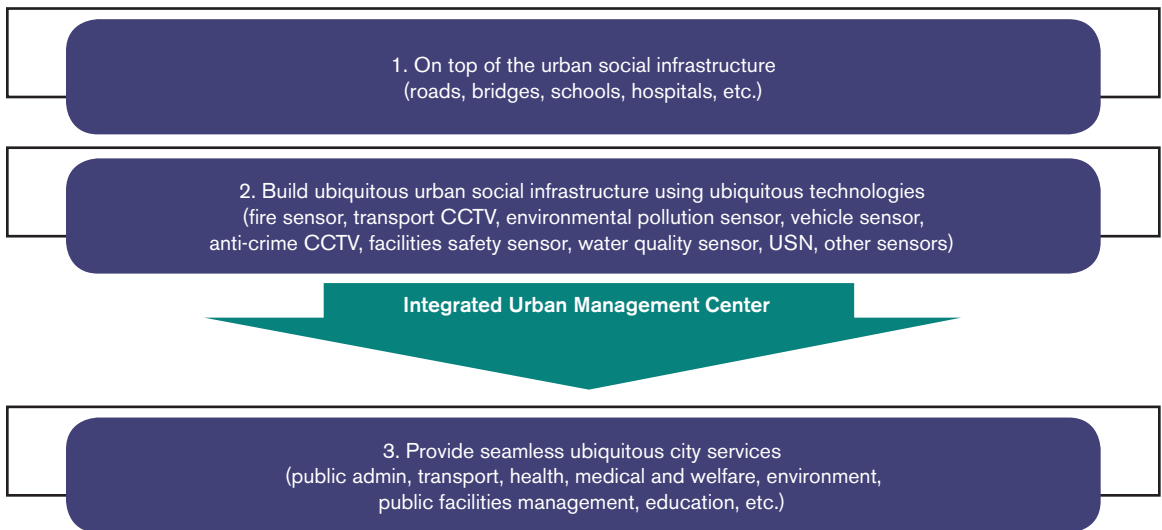 1. On top of the urban social infrastructure
(roads, bridges, schools, hospitals, etc.)
2. Build ubiquitous urban social infrastructure using ubiquitous technologies
(fire sensor, transport CCTV, environmental pollution sensor, vehicle sensor,
anti-crime CCTV, facilities safety sensor, water quality sensor, USN, other sensors)
Integrated Urban Management Center
3. Provide seamless ubiquitous city services
(public admin, transport, health, medical and welfare, environment,
public facilities management, education, etc.)